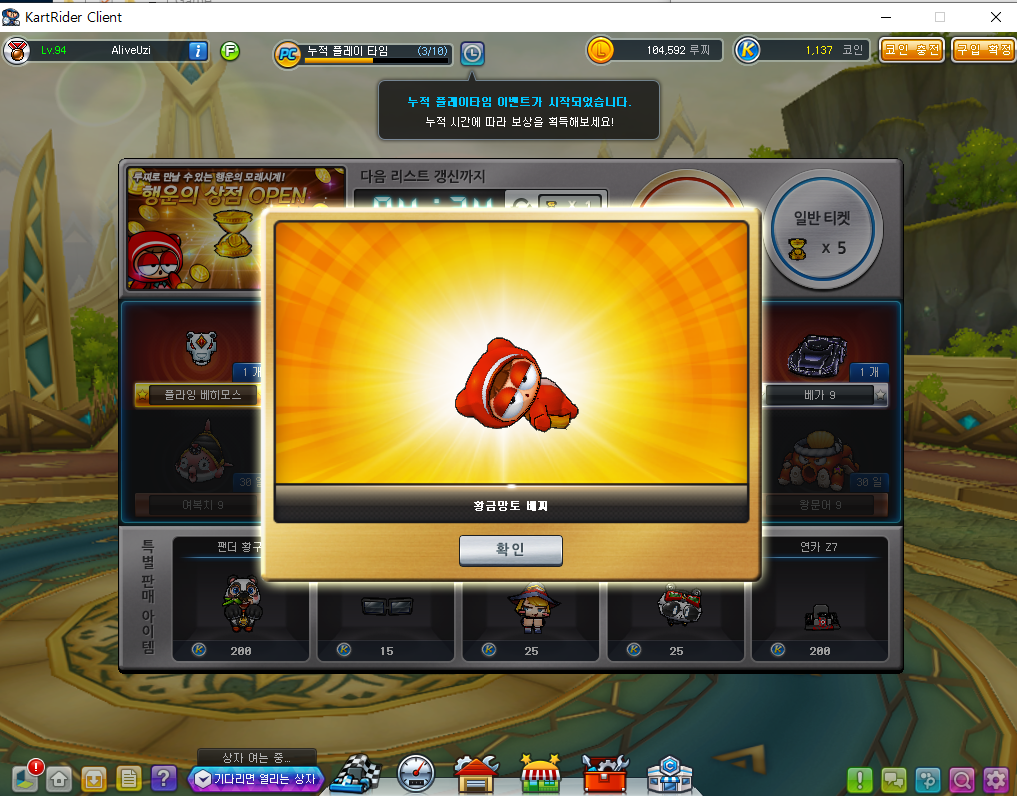 KartRider Client
Lv.94
AliveUzi
i
F
PC
누적 플레이 타임
(3/10)
L
104,592 루찌
K
1,137 코인
코인 충전
구입 확정
누적 플레이타임 이벤트가 시작되었습니다.
누적 시간에 따라 보상을 획득해보세요!
루찌로 만날 수 있는 행운의 모래시계!
행운의 상점 OPEN
다음 리스트 갱신까지
x 1
일반 티켓
x 5
1 개
플라잉 베히모스
1 개
베가 9
30 일
여복치 9
30 일
왕문어 9
황금망토 배찌
확인
특별 판매 아이템
팬더 황구
연카 Z7
K 200
K 15
K 25
K 25
K 200
상자 여는 중...
기다리면 열리는 상자
!
?
C
!